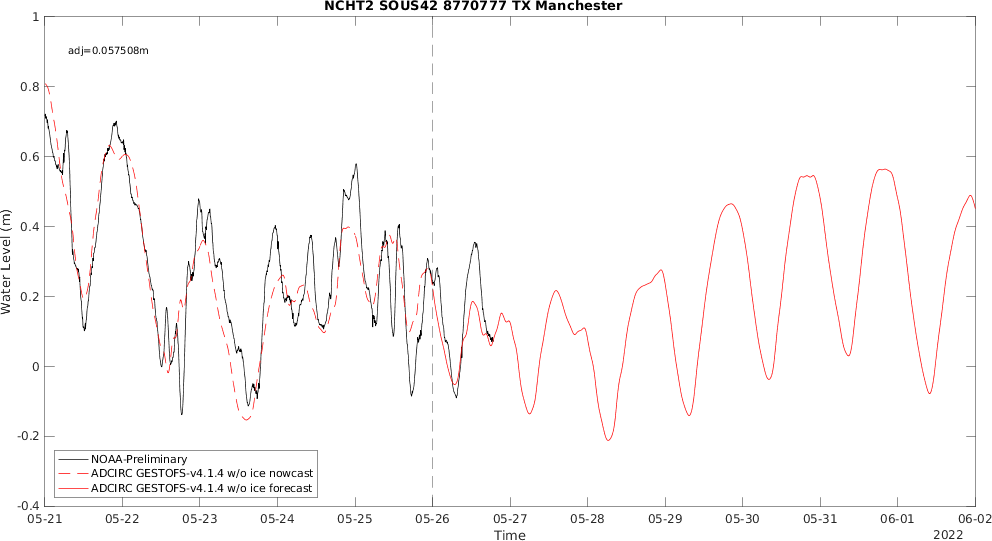 NCHT2 SOUS42 8770777 TX Manchester
adj=0.057508m
Water Level (m)
1
0.8
0.6
0.4
0.2
0
-0.2
-0.4
NOAA-Preliminary
ADCIRC GESTOFS-v4.1.4 w/o ice nowcast
ADCIRC GESTOFS-v4.1.4 w/o ice forecast
05-21 05-22 05-23 05-24 05-25 05-26 05-27 05-28 05-29 05-30 05-31 06-01 06-02
Time
2022